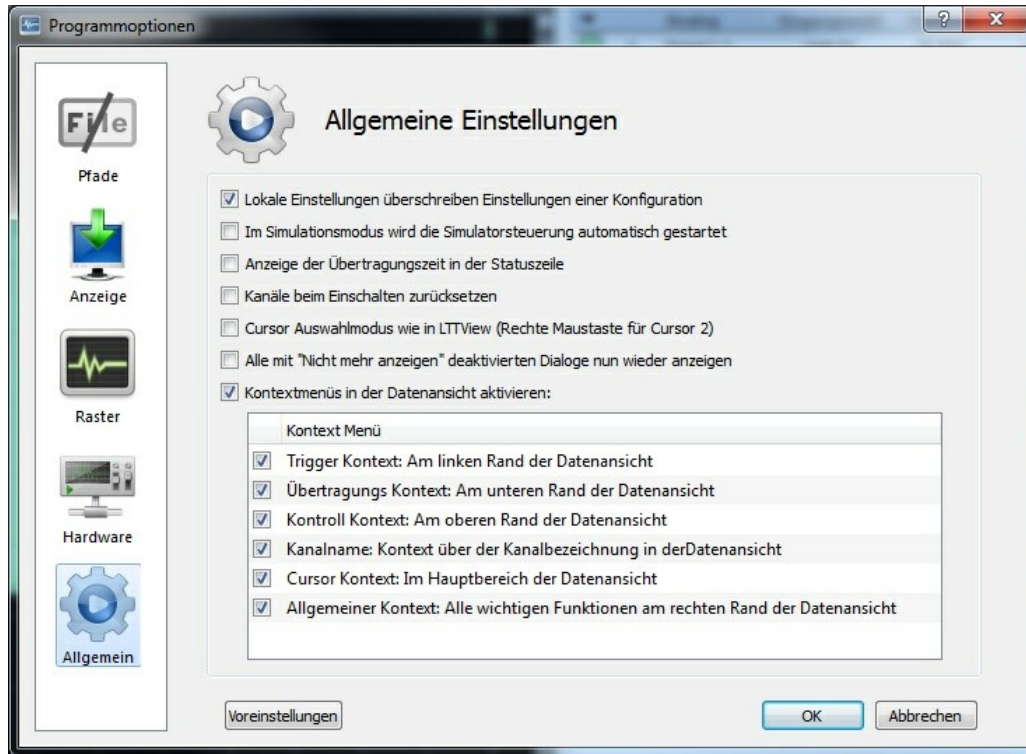 Programmoptionen
File
Pfade
Anzeige
Raster
Hardware
Allgemein
Allgemeine Einstellungen
Lokale Einstellungen überschreiben Einstellungen einer Konfiguration
Im Simulationsmodus wird die Simulatorsteuerung automatisch gestartet
Anzeige der Übertragungszeit in der Statuszeile
Kanäle beim Einschalten zurücksetzen
Cursor Auswahlmodus wie in LTTView (Rechte Maustaste für Cursor 2)
Alle mit "Nicht mehr anzeigen" deaktivierten Dialoge nun wieder anzeigen
Kontextmenüs in der Datenansicht aktivieren:
Kontext Menü
Trigger Kontext: Am linken Rand der Datenansicht
Übertragungs Kontext: Am unteren Rand der Datenansicht
Kontroll Kontext: Am oberen Rand der Datenansicht
Kanalname: Kontext über der Kanalbezeichnung in derDatenansicht
Cursor Kontext: Im Hauptbereich der Datenansicht
Allgemeiner Kontext: Alle wichtigen Funktionen am rechten Rand der Datenansicht
Voreinstellungen
OK
Abbrechen